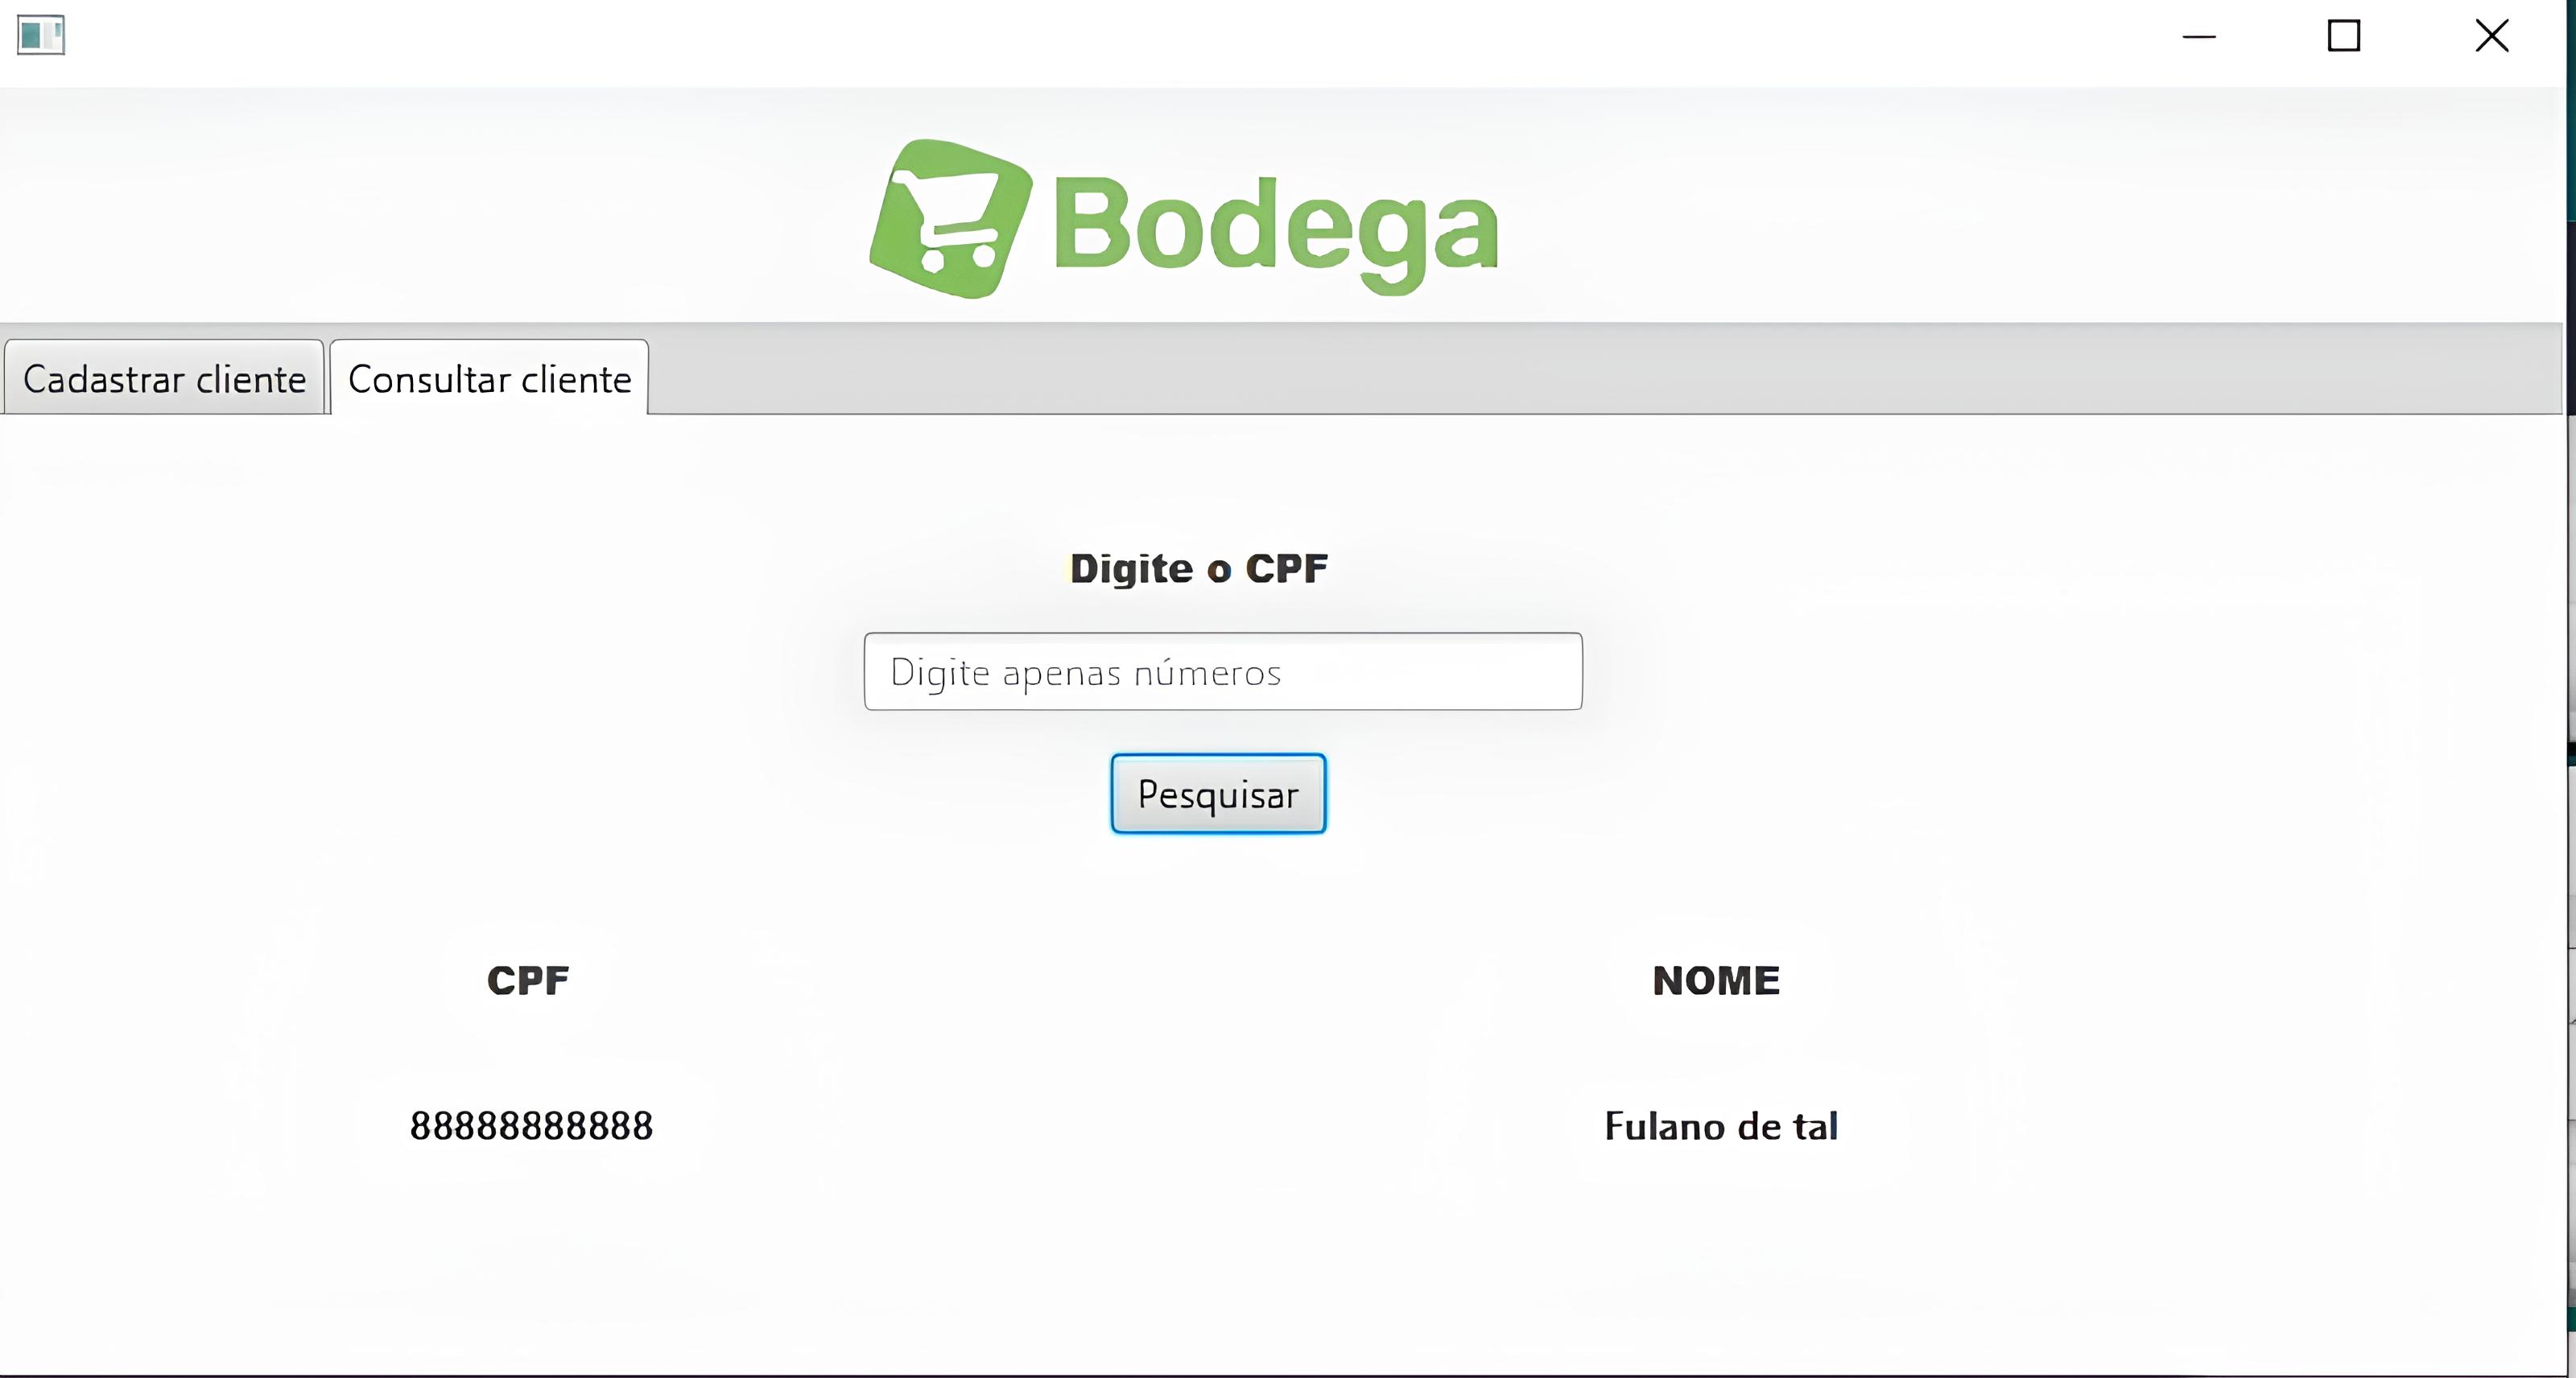 Bodega
Cadastrar cliente Consultar cliente
Digite o CPF
Digite apenas números
Pesquisar
CPF NOME
88888888888 Fulano de tal